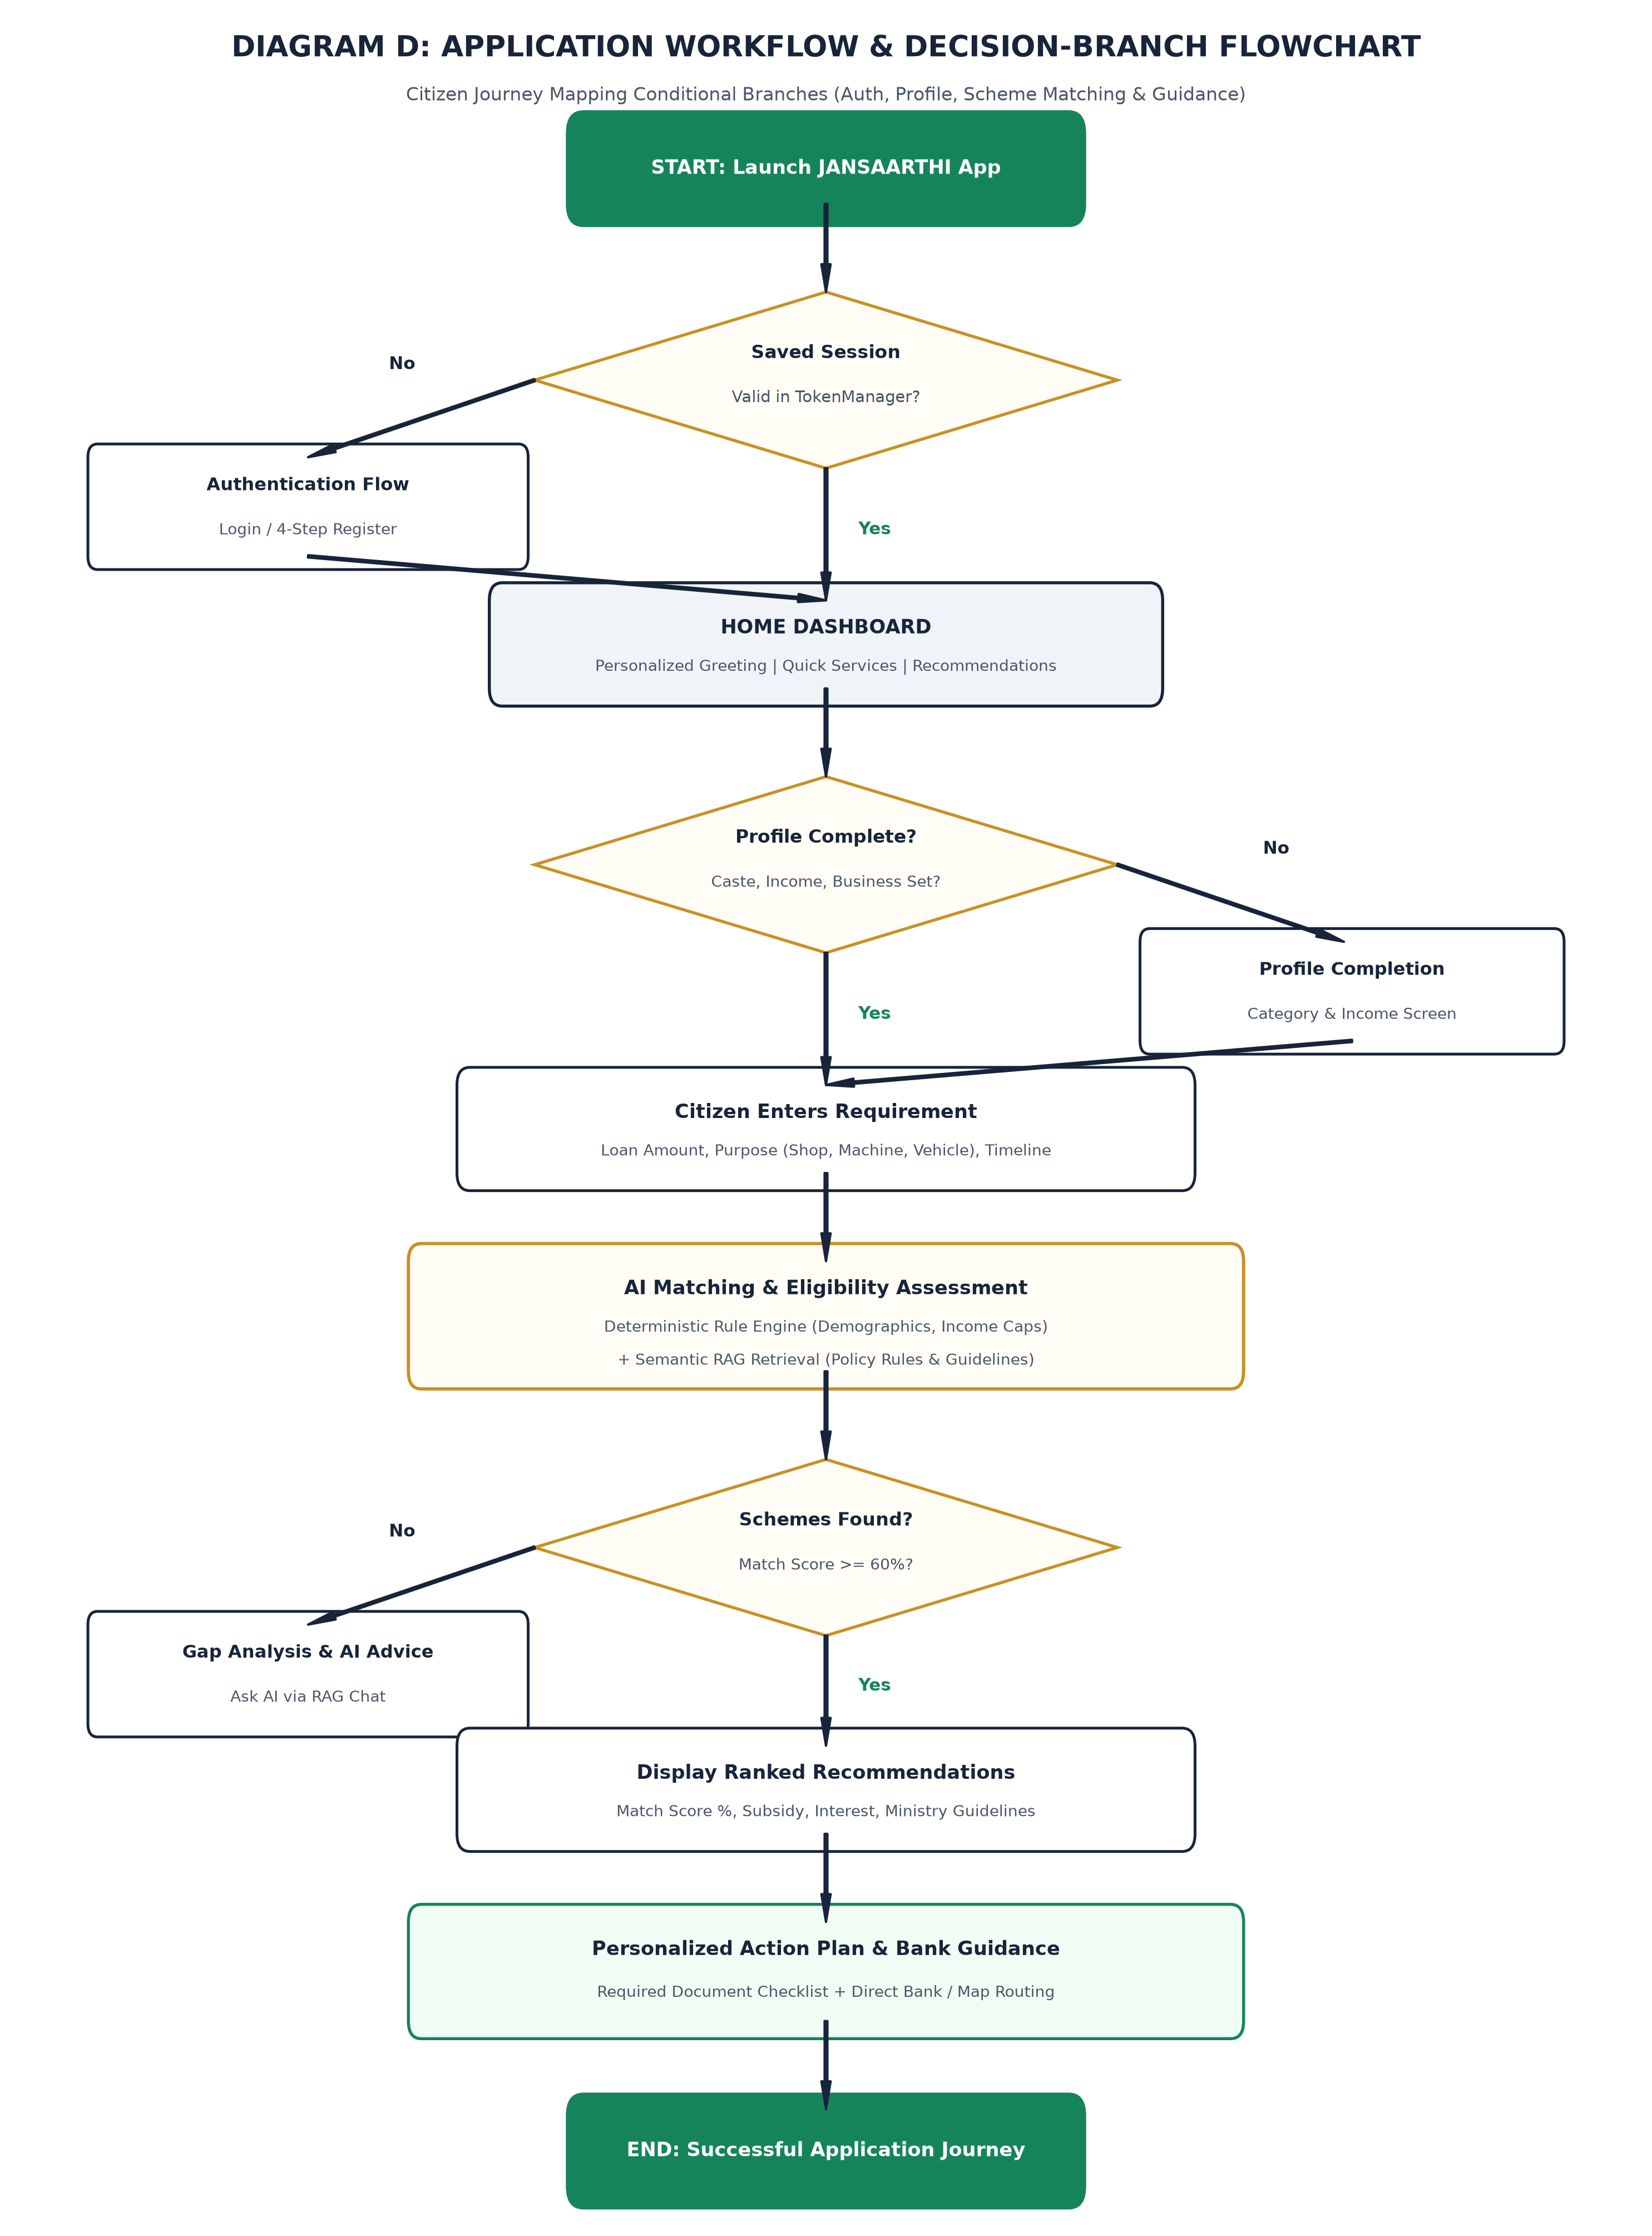 DIAGRAM D: APPLICATION WORKFLOW & DECISION-BRANCH FLOWCHART
Citizen Journey Mapping Conditional Branches (Auth, Profile, Scheme Matching & Guidance)
START: Launch JANSAARTHI App
Saved Session
Valid in TokenManager?
No
Authentication Flow
Login / 4-Step Register
Yes
HOME DASHBOARD
Personalized Greeting | Quick Services | Recommendations
Profile Complete?
Caste, Income, Business Set?
No
Profile Completion
Category & Income Screen
Yes
Citizen Enters Requirement
Loan Amount, Purpose (Shop, Machine, Vehicle), Timeline
AI Matching & Eligibility Assessment
Deterministic Rule Engine (Demographics, Income Caps)
+ Semantic RAG Retrieval (Policy Rules & Guidelines)
Schemes Found?
Match Score >= 60%?
No
Gap Analysis & AI Advice
Ask AI via RAG Chat
Yes
Display Ranked Recommendations
Match Score %, Subsidy, Interest, Ministry Guidelines
Personalized Action Plan & Bank Guidance
Required Document Checklist + Direct Bank / Map Routing
END: Successful Application Journey